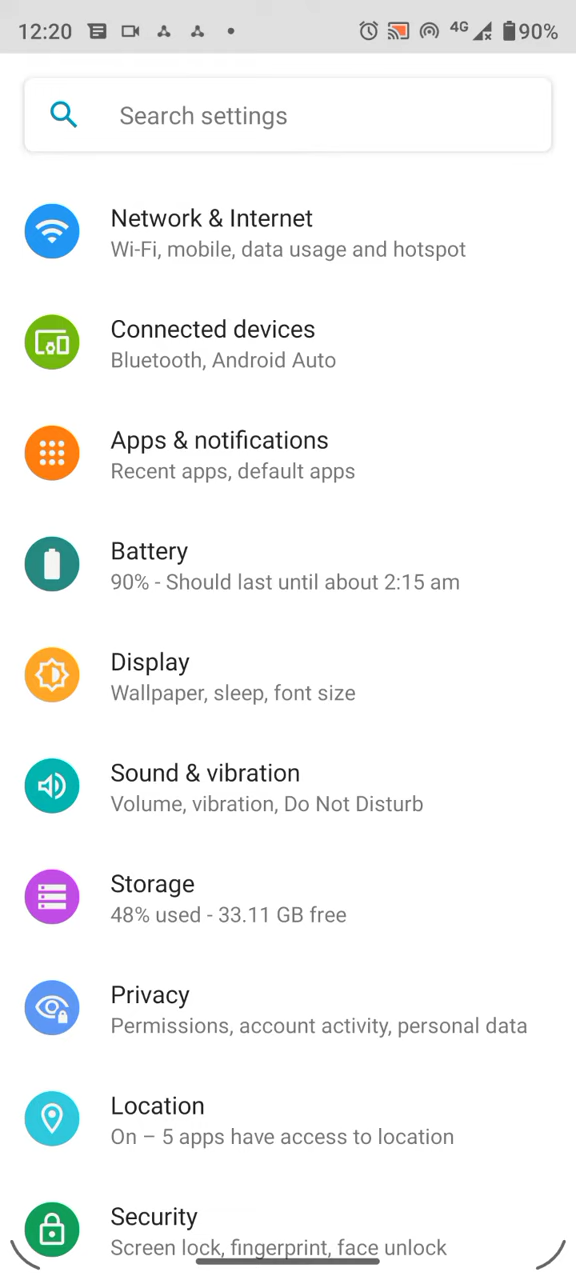 12:20 4G 90%
Search settings
Network & Internet
Wi-Fi, mobile, data usage and hotspot
Connected devices
Bluetooth, Android Auto
Apps & notifications
Recent apps, default apps
Battery
90% - Should last until about 2:15 am
Display
Wallpaper, sleep, font size
Sound & vibration
Volume, vibration, Do Not Disturb
Storage
48% used - 33.11 GB free
Privacy
Permissions, account activity, personal data
Location
On – 5 apps have access to location
Security
Screen lock, fingerprint, face unlock